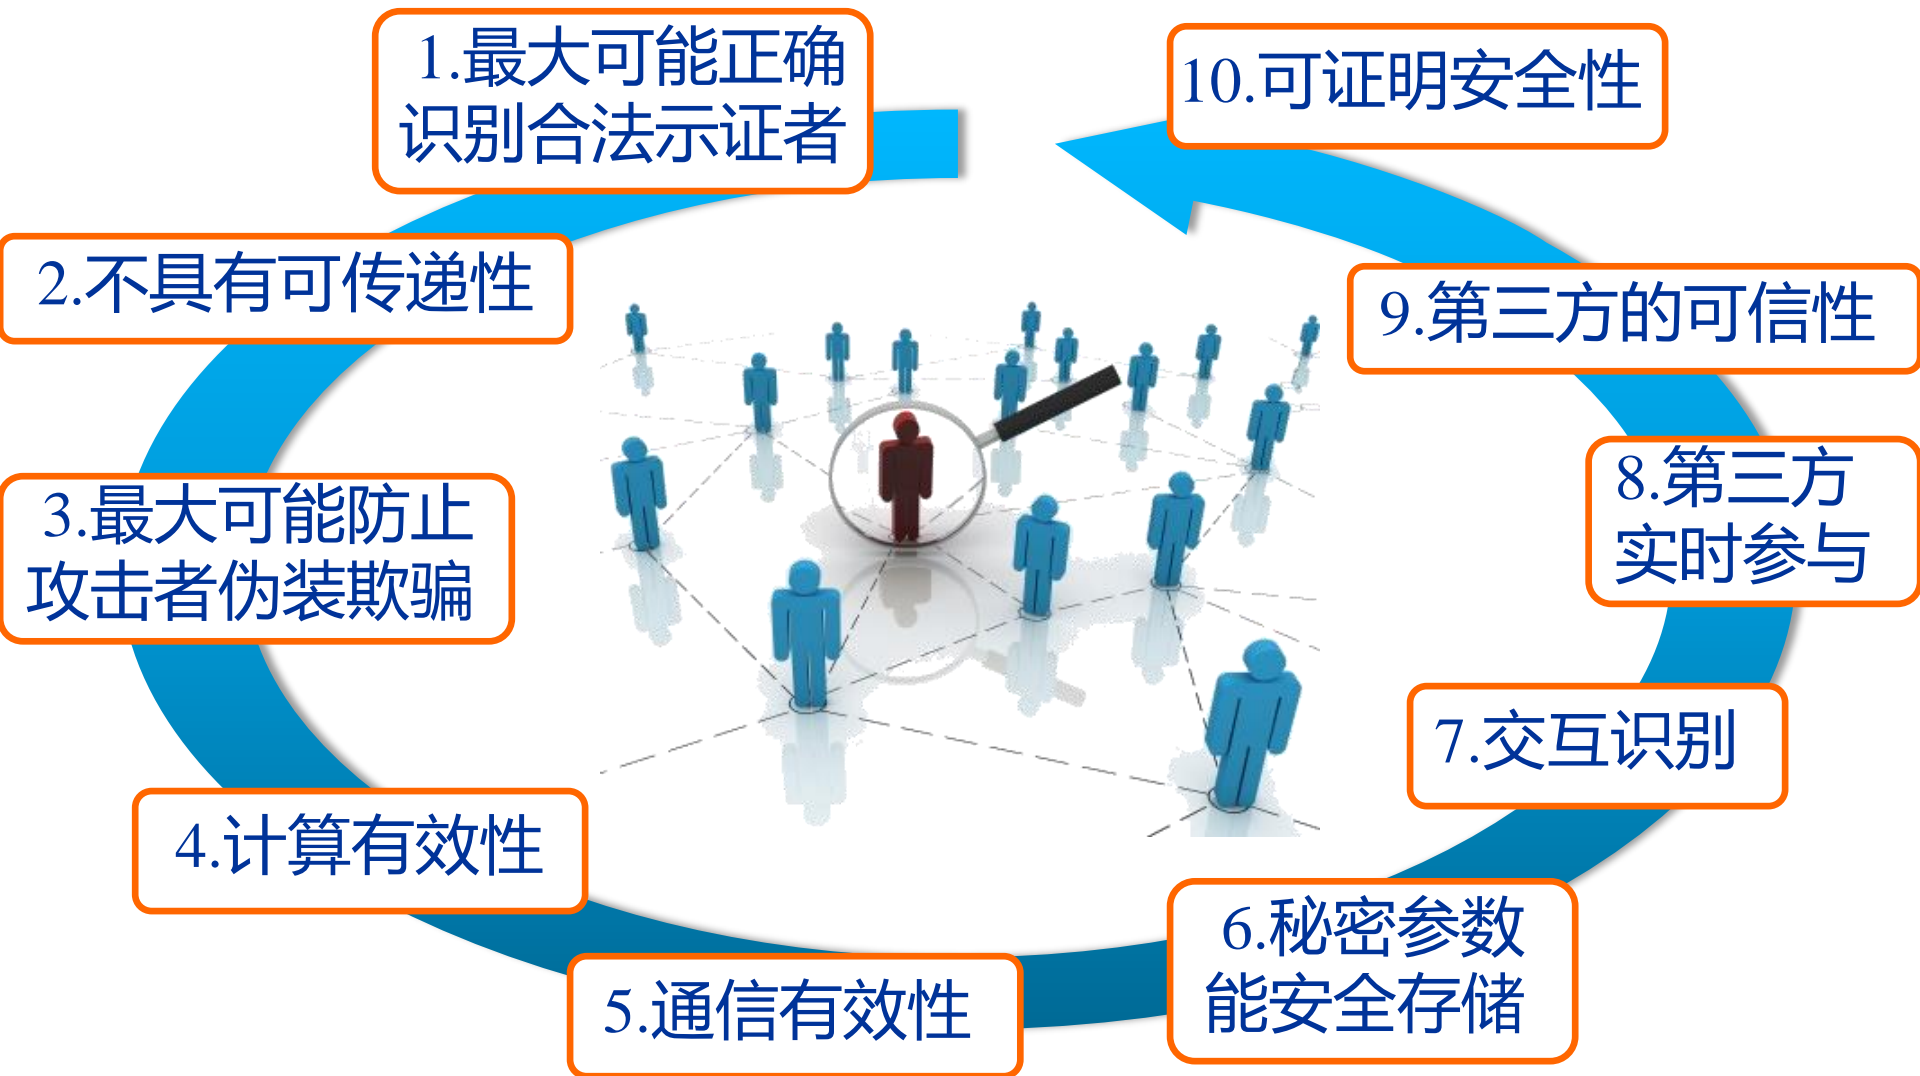 1.最大可能正确
识别合法示证者
2.不具有可传递性
3.最大可能防止
攻击者伪装欺骗
4.计算有效性
5.通信有效性
6.秘密参数
能安全存储
7.交互识别
8.第三方
实时参与
9.第三方的可信性
10.可证明安全性